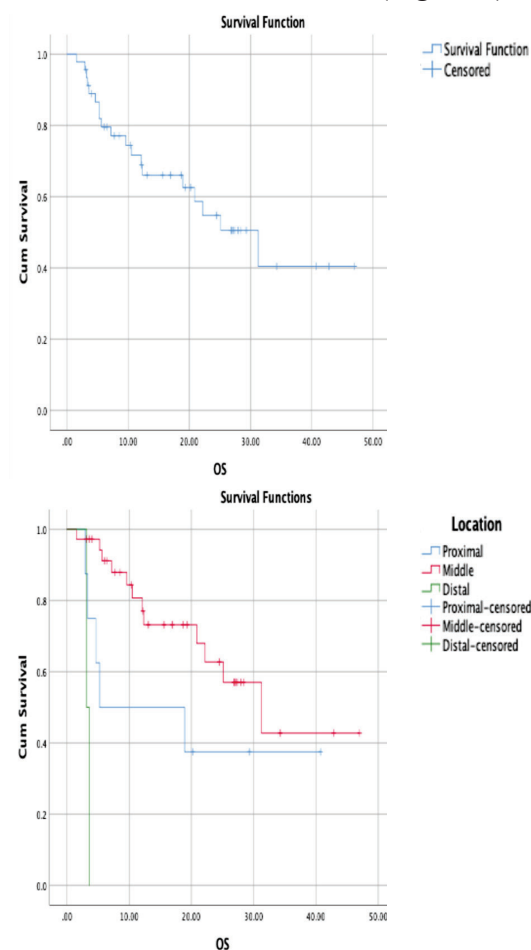 Survival Function
Survival Function
Censored
1.0
0.8
0.6
0.4
0.2
0.0
Cum Survival
.00 10.00 20.00 30.00 40.00 50.00
OS
Survival Functions
Location
Proximal
Middle
Distal
Proximal-censored
Middle-censored
Distal-censored
1.0
0.8
0.6
0.4
0.2
0.0
Cum Survival
.00 10.00 20.00 30.00 40.00 50.00
OS